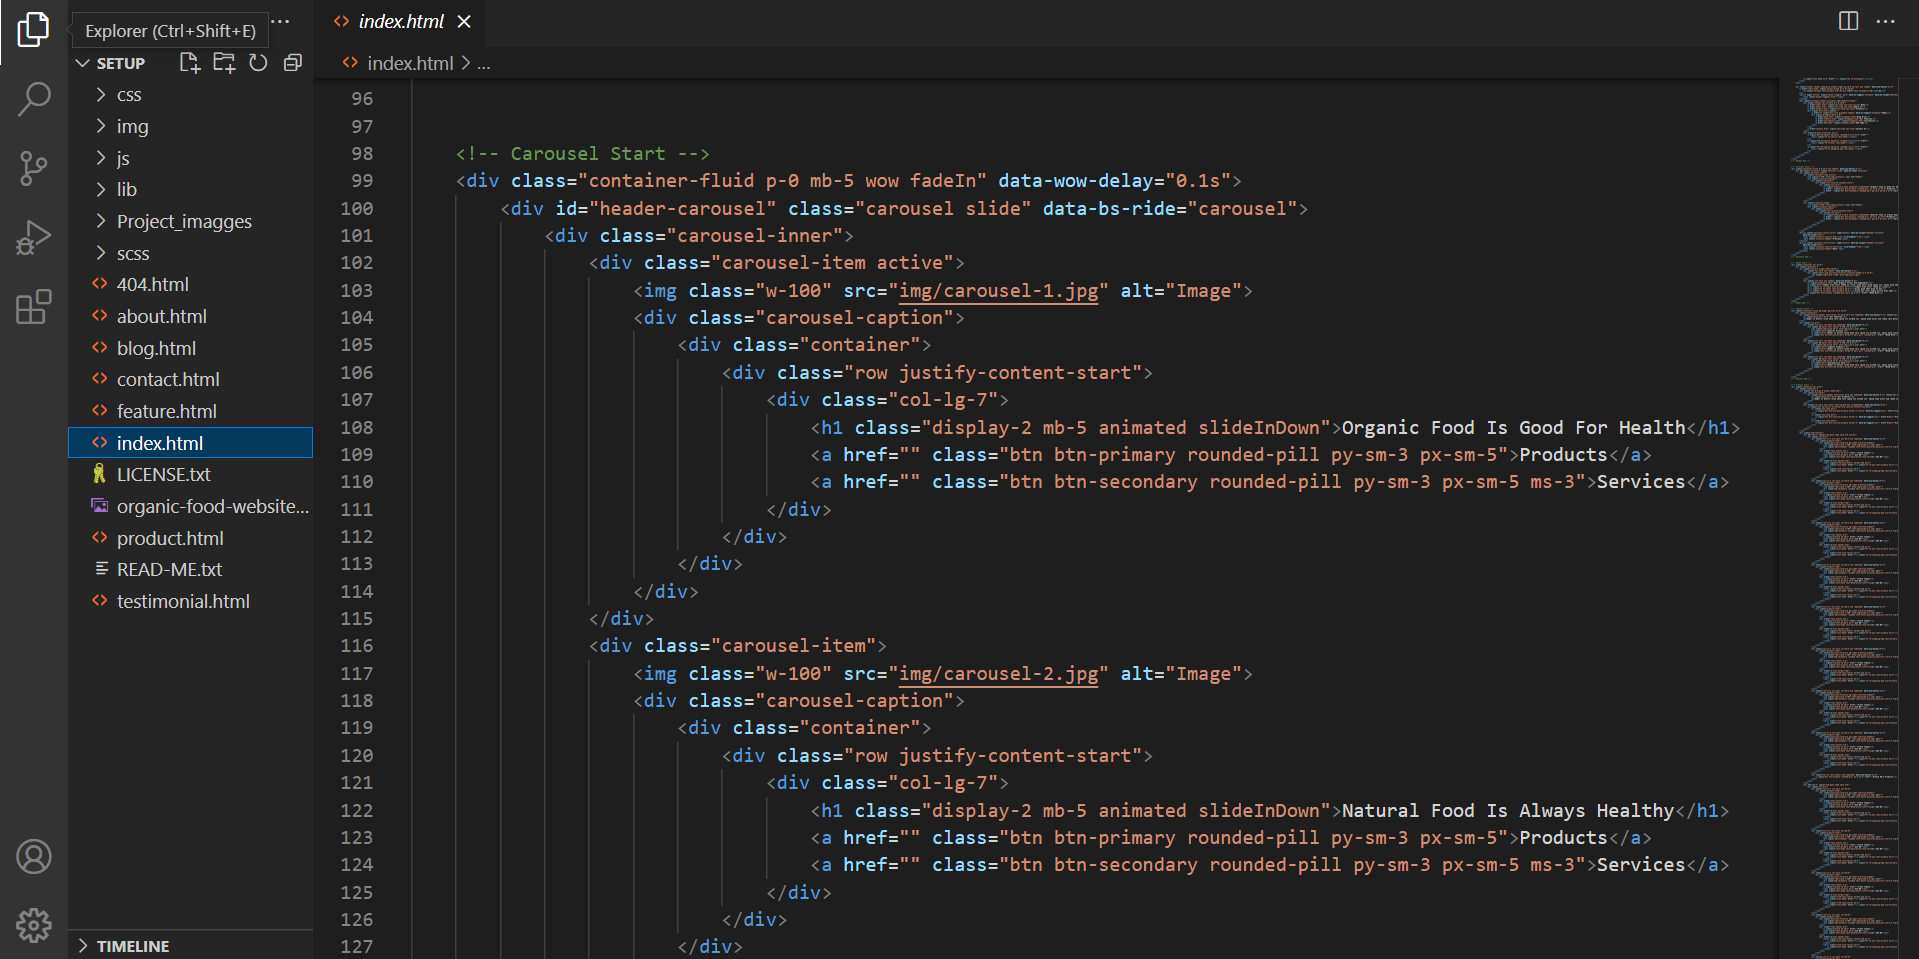 Explorer (Ctrl+Shift+E)
SETUP
css
img
js
lib
Project_imagges
scss
404.html
about.html
blog.html
contact.html
feature.html
index.html
LICENSE.txt
organic-food-website...
product.html
READ-ME.txt
testimonial.html
TIMELINE
index.html
index.html > ...
96
97
98 <!-- Carousel Start -->
99 <div class="container-fluid p-0 mb-5 wow fadeIn" data-wow-delay="0.1s">
100 <div id="header-carousel" class="carousel slide" data-bs-ride="carousel">
101 <div class="carousel-inner">
102 <div class="carousel-item active">
103 <img class="w-100" src="img/carousel-1.jpg" alt="Image">
104 <div class="carousel-caption">
105 <div class="container">
106 <div class="row justify-content-start">
107 <div class="col-lg-7">
108 <h1 class="display-2 mb-5 animated slideInDown">Organic Food Is Good For Health</h1>
109 <a href="" class="btn btn-primary rounded-pill py-sm-3 px-sm-5">Products</a>
110 <a href="" class="btn btn-secondary rounded-pill py-sm-3 px-sm-5 ms-3">Services</a>
111 </div>
112 </div>
113 </div>
114 </div>
115 </div>
116 <div class="carousel-item">
117 <img class="w-100" src="img/carousel-2.jpg" alt="Image">
118 <div class="carousel-caption">
119 <div class="container">
120 <div class="row justify-content-start">
121 <div class="col-lg-7">
122 <h1 class="display-2 mb-5 animated slideInDown">Natural Food Is Always Healthy</h1>
123 <a href="" class="btn btn-primary rounded-pill py-sm-3 px-sm-5">Products</a>
124 <a href="" class="btn btn-secondary rounded-pill py-sm-3 px-sm-5 ms-3">Services</a>
125 </div>
126 </div>
127 </div>